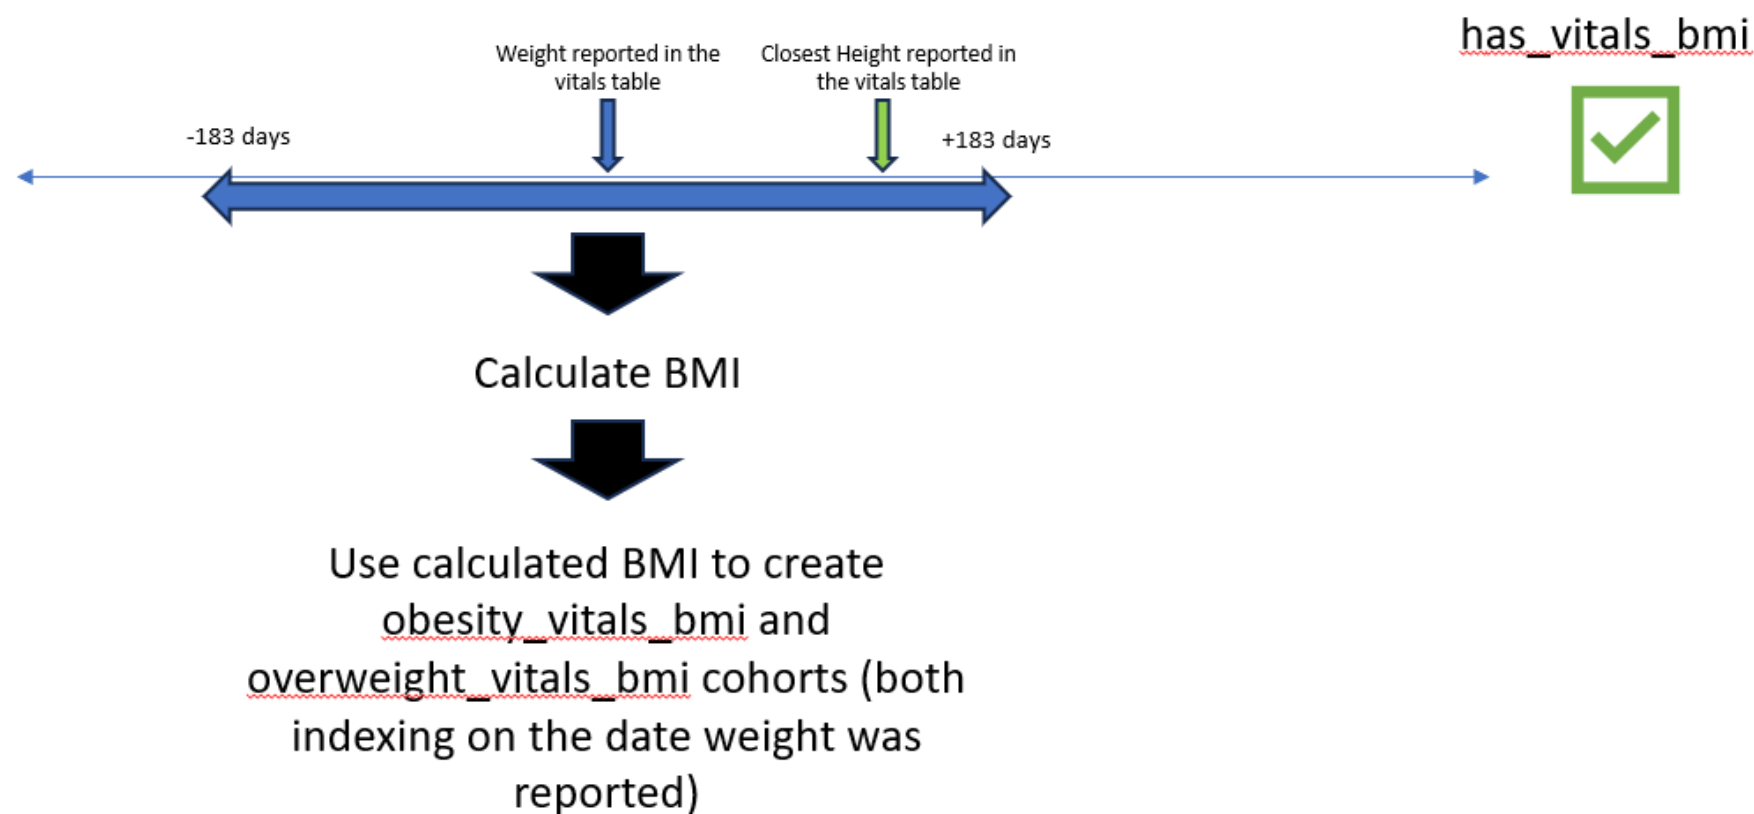 has_vitals_bmi
Weight reported in the
vitals table
Closest Height reported in
the vitals table
-183 days
+183 days
Calculate BMI
Use calculated BMI to create
obesity_vitals_bmi and
overweight_vitals_bmi cohorts (both
indexing on the date weight was
reported)